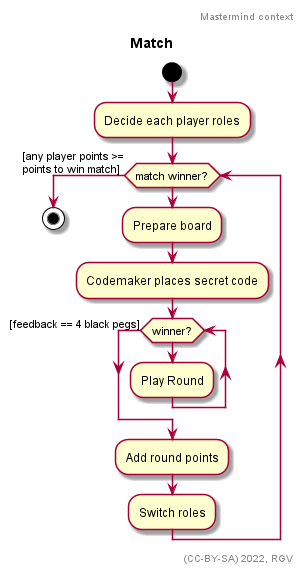 Mastermind context
Match
Decide each player roles
[any player points >=
points to win match]
match winner?
Prepare board
Codemaker places secret code
[feedback == 4 black pegs]
winner?
Play Round
Add round points
Switch roles
(CC-BY-SA) 2022, RGV